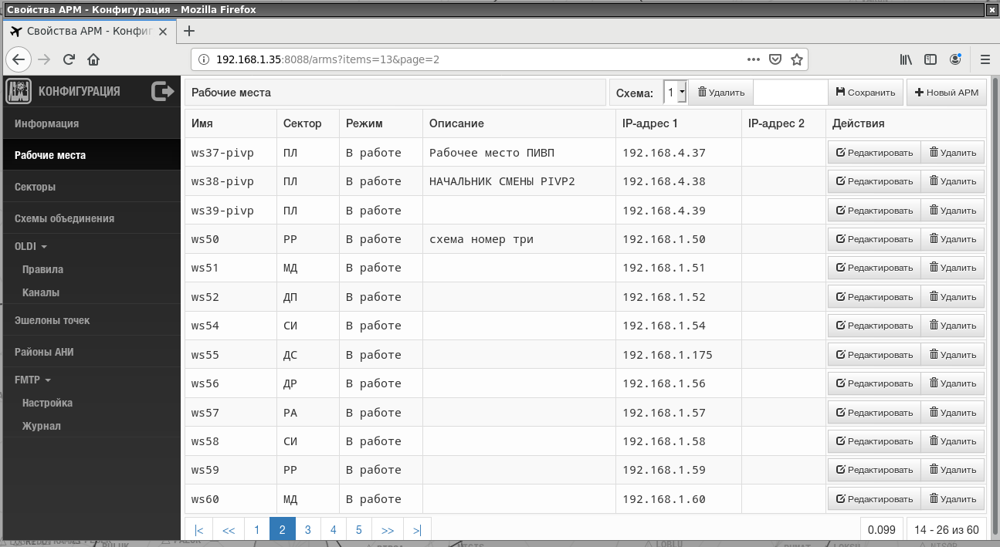 Свойства АРМ - Конфигурация - Mozilla Firefox
Свойства АРМ - Конфиг
192.168.1.35:8088/arms?items=13&page=2
КОНФИГУРАЦИЯ
Информация
Рабочие места
Секторы
Схемы объединения
OLDI
Правила
Каналы
Эшелоны точек
Районы АНИ
FMTP
Настройка
Журнал
Рабочие места Схема: 1 Удалить Сохранить Новый АРМ
Имя Сектор Режим Описание IP-адрес 1 IP-адрес 2 Действия
ws37-pivp ПЛ В работе Рабочее место ПИВП 192.168.4.37 Редактировать Удалить
ws38-pivp ПЛ В работе НАЧАЛЬНИК СМЕНЫ PIVP2 192.168.4.38 Редактировать Удалить
ws39-pivp ПЛ В работе 192.168.4.39 Редактировать Удалить
ws50 РР В работе схема номер три 192.168.1.50 Редактировать Удалить
ws51 МД В работе 192.168.1.51 Редактировать Удалить
ws52 ДП В работе 192.168.1.52 Редактировать Удалить
ws54 СИ В работе 192.168.1.54 Редактировать Удалить
ws55 ДС В работе 192.168.1.175 Редактировать Удалить
ws56 ДР В работе 192.168.1.56 Редактировать Удалить
ws57 РА В работе 192.168.1.57 Редактировать Удалить
ws58 СИ В работе 192.168.1.58 Редактировать Удалить
ws59 РР В работе 192.168.1.59 Редактировать Удалить
ws60 МД В работе 192.168.1.60 Редактировать Удалить
|< << 1 2 3 4 5 >> >| 0.099 14 - 26 из 60